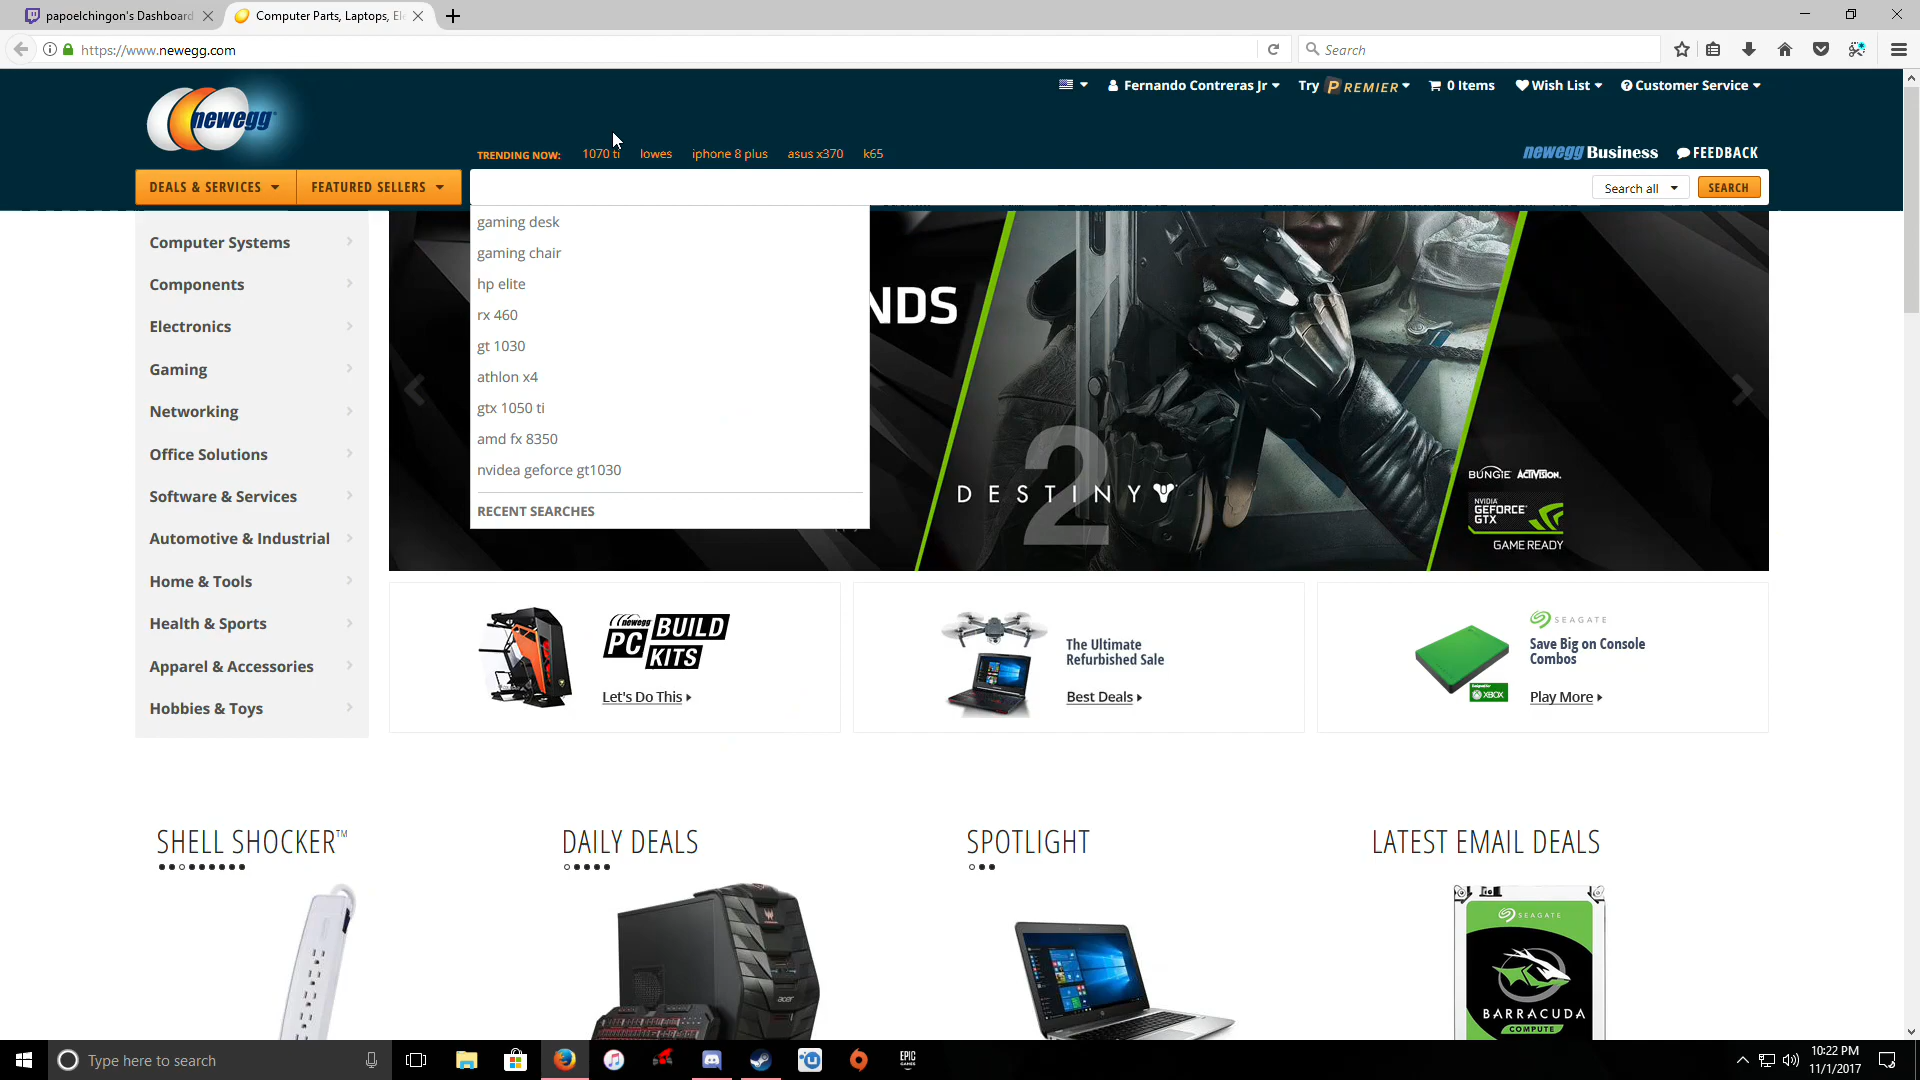 papoelchingon's Dashboard
Computer Parts, Laptops, Ele
https://www.newegg.com
Search
Fernando Contreras Jr
Try PREMIER
0 Items
Wish List
Customer Service
newegg
TRENDING NOW: 1070 ti lowes iphone 8 plus asus x370 k65
newegg Business
FEEDBACK
DEALS & SERVICES
FEATURED SELLERS
Search all
SEARCH
gaming desk
gaming chair
hp elite
rx 460
gt 1030
athlon x4
gtx 1050 ti
amd fx 8350
nvidea geforce gt1030
RECENT SEARCHES
Computer Systems
Components
Electronics
Gaming
Networking
Office Solutions
Software & Services
Automotive & Industrial
Home & Tools
Health & Sports
Apparel & Accessories
Hobbies & Toys
NDS
2
DESTINY
BUNGIE ACTIVISION.
NVIDIA
GEFORCE
GTX
GAME READY
newegg
PC BUILD
KITS
Let's Do This
The Ultimate
Refurbished Sale
Best Deals
SEAGATE
Save Big on Console
Combos
XBOX
Play More
SHELL SHOCKER™
DAILY DEALS
SPOTLIGHT
LATEST EMAIL DEALS
acer
SEAGATE
BARRACUDA
COMPUTE
Type here to search
EPIC
GAMES
10:22 PM
11/1/2017